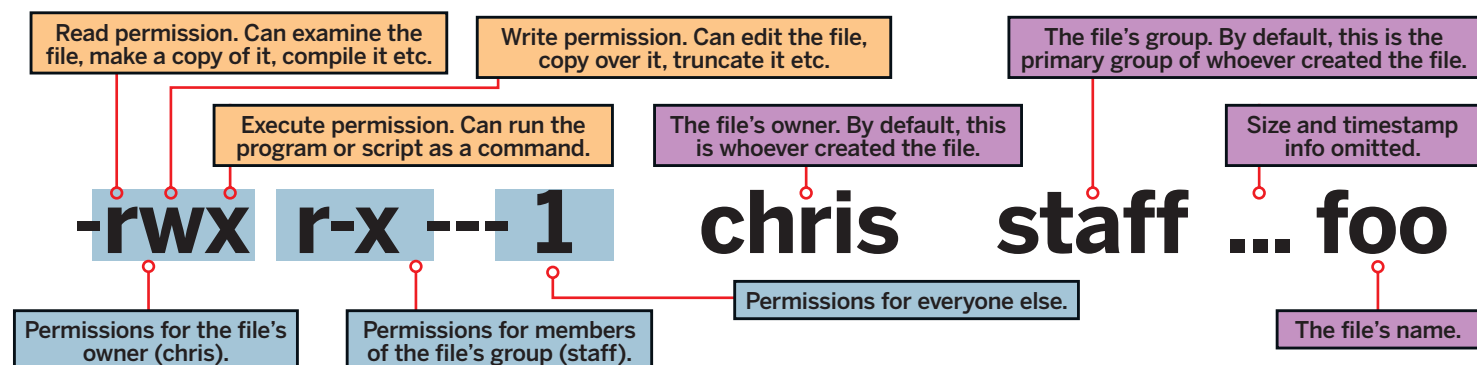 Read permission. Can examine the
file, make a copy of it, compile it etc.
Write permission. Can edit the file,
copy over it, truncate it etc.
The file’s group. By default, this is the
primary group of whoever created the file.
Execute permission. Can run the
program or script as a command.
The file’s owner. By default, this
is whoever created the file.
Size and timestamp
info omitted.
-rwx r-x --- 1 chris staff ... foo
Permissions for everyone else.
Permissions for the file’s
owner (chris).
Permissions for members
of the file’s group (staff).
The file’s name.